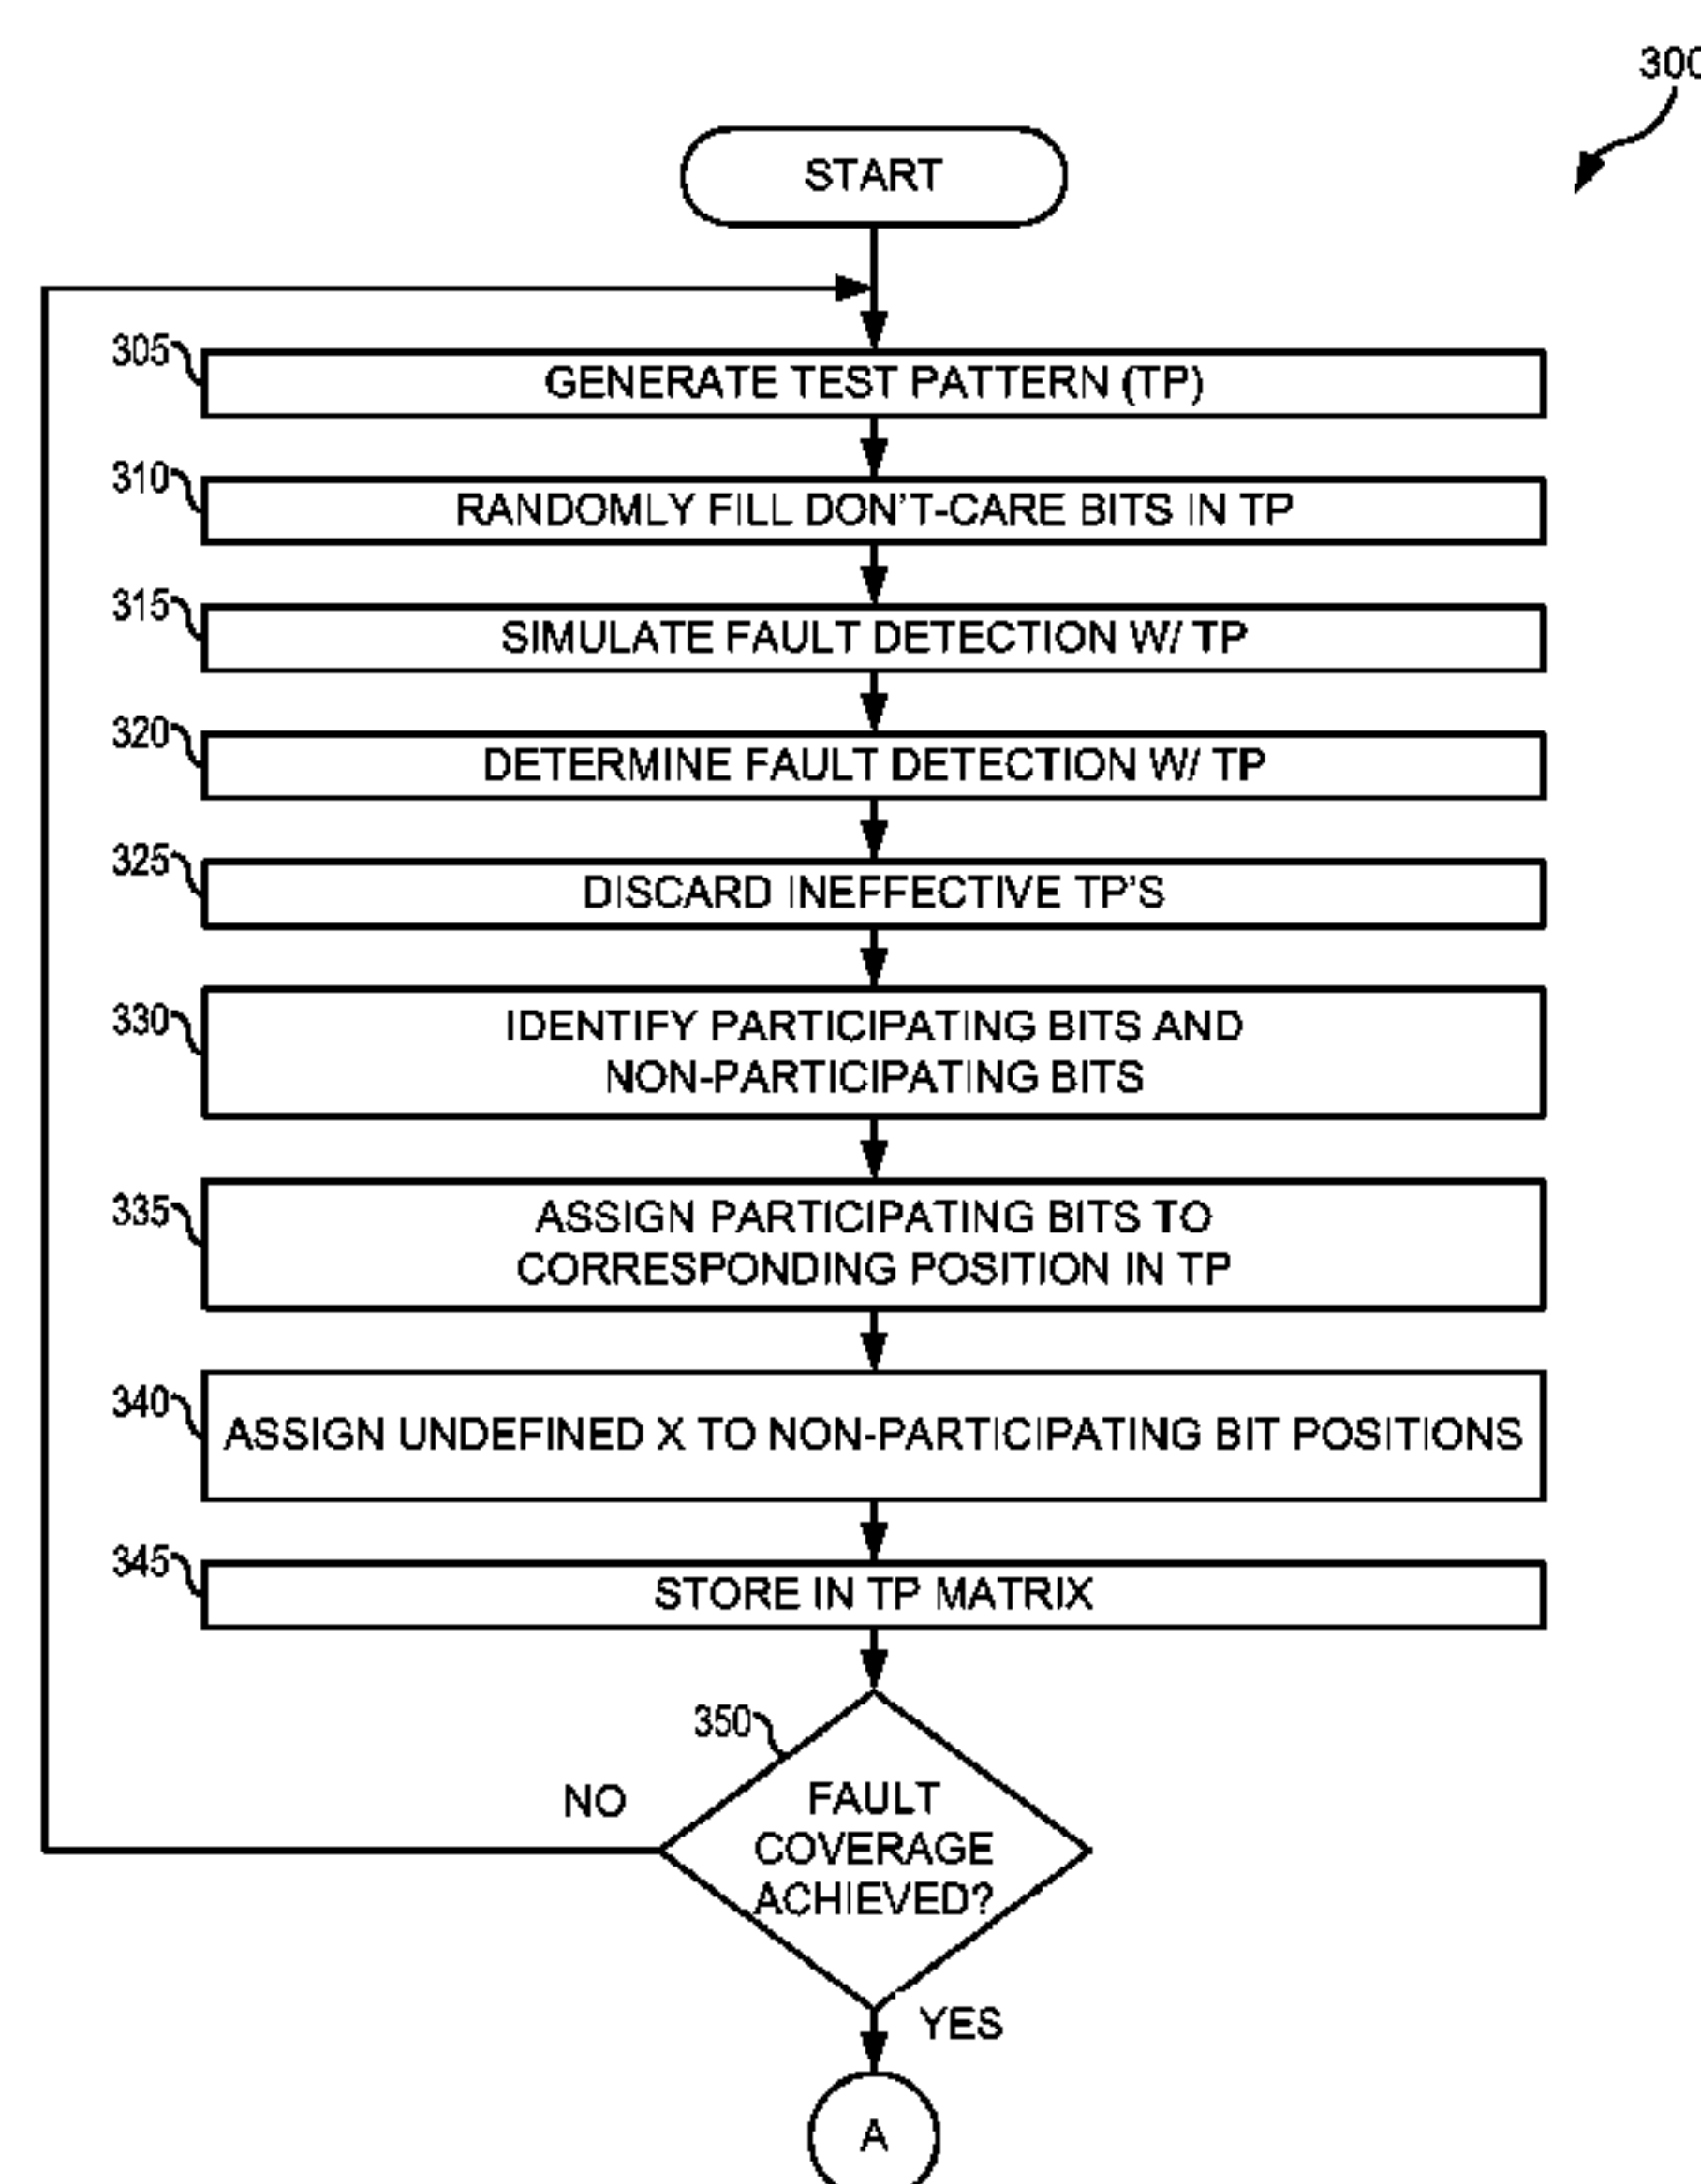 300
START
305
GENERATE TEST PATTERN (TP)
310
RANDOMLY FILL DON'T-CARE BITS IN TP
315
SIMULATE FAULT DETECTION W/ TP
320
DETERMINE FAULT DETECTION W/ TP
325
DISCARD INEFFECTIVE TP'S
330
IDENTIFY PARTICIPATING BITS AND
NON-PARTICIPATING BITS
335
ASSIGN PARTICIPATING BITS TO
CORRESPONDING POSITION IN TP
340
ASSIGN UNDEFINED X TO NON-PARTICIPATING BIT POSITIONS
345
STORE IN TP MATRIX
350
NO
FAULT
COVERAGE
ACHIEVED?
YES
A